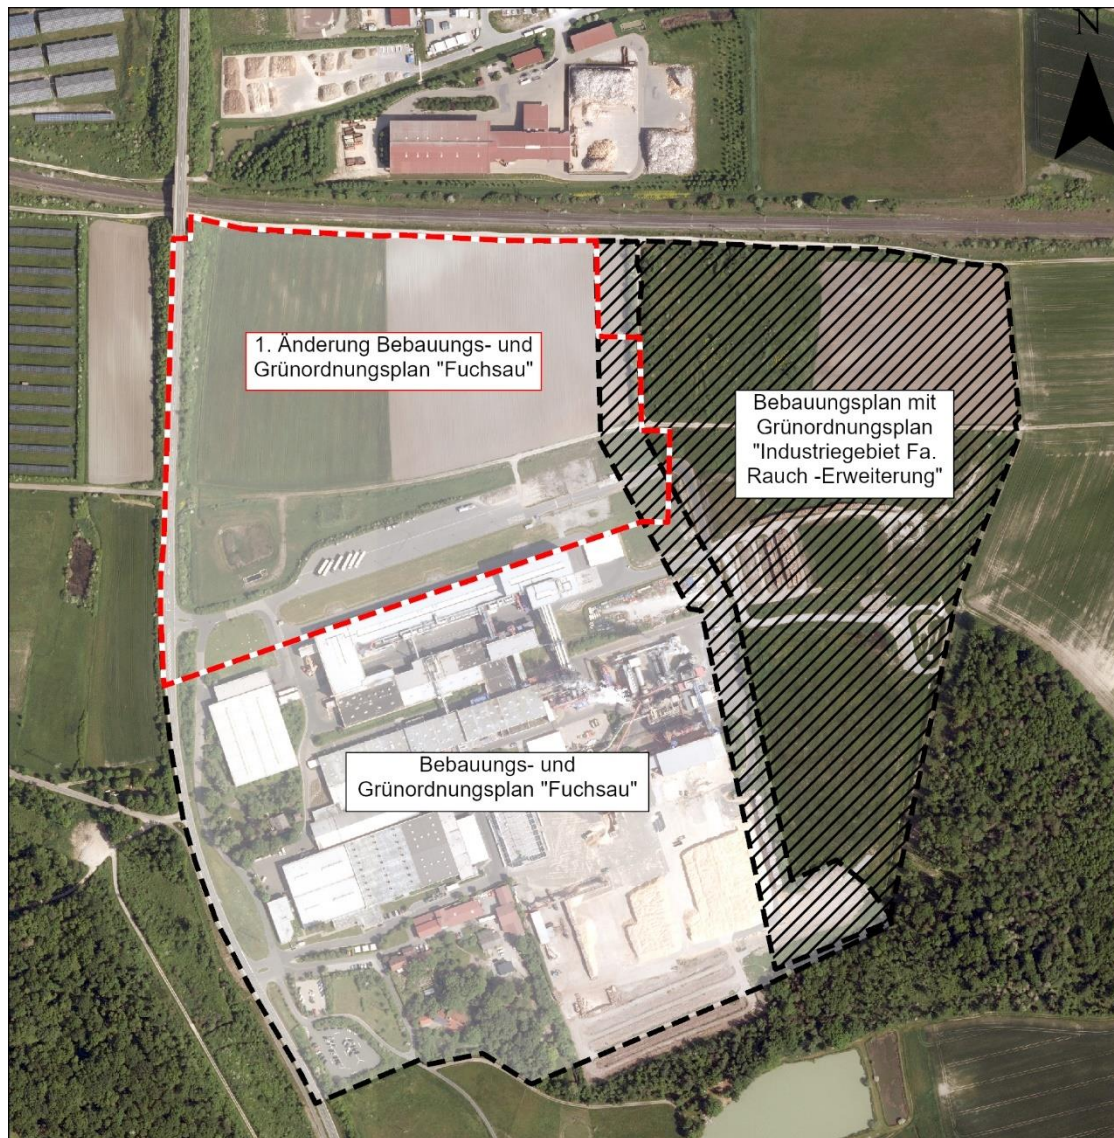 N
1. Änderung Bebauungs- und
Grünordnungsplan "Fuchsau"
Bebauungsplan mit
Grünordnungsplan
"Industriegebiet Fa.
Rauch -Erweiterung"
Bebauungs- und
Grünordnungsplan "Fuchsau"